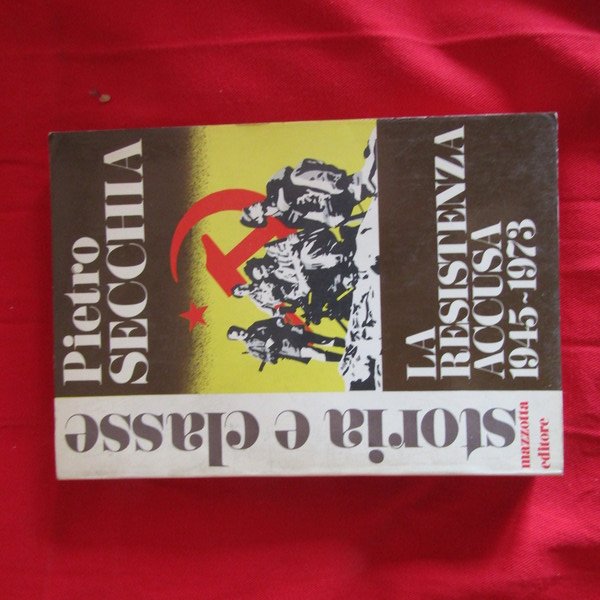 Pietro
SECCHIA
LA
RESISTENZA
ACCUSA
1945~1973
storia e classe
mazzotta
editore